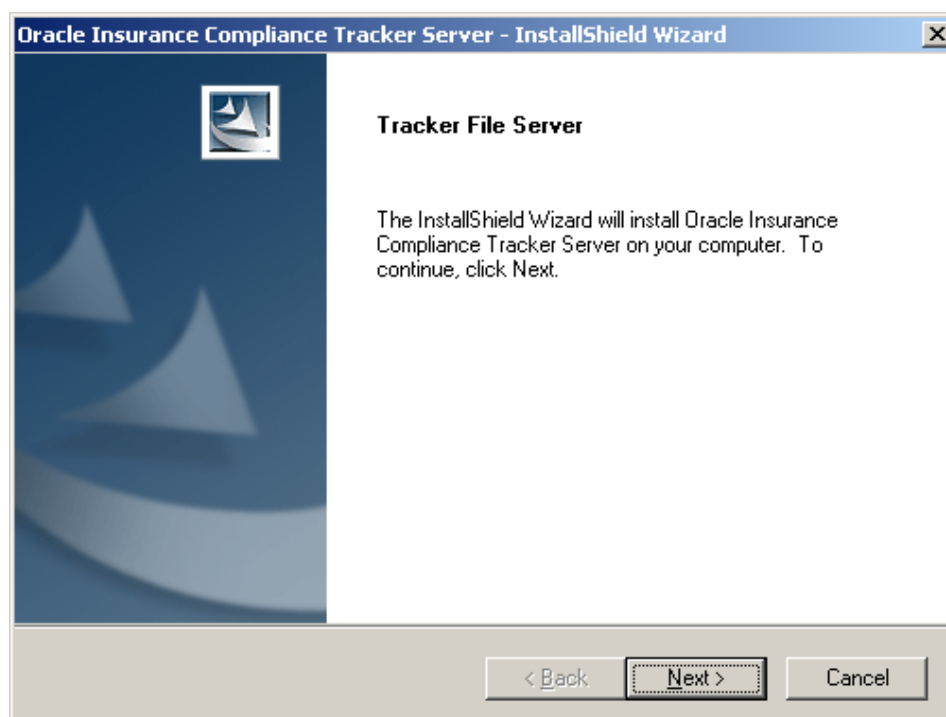 Oracle Insurance Compliance Tracker Server - InstallShield Wizard
Tracker File Server
The InstallShield Wizard will install Oracle Insurance
Compliance Tracker Server on your computer.  To
continue, click Next.
< Back
Next >
Cancel